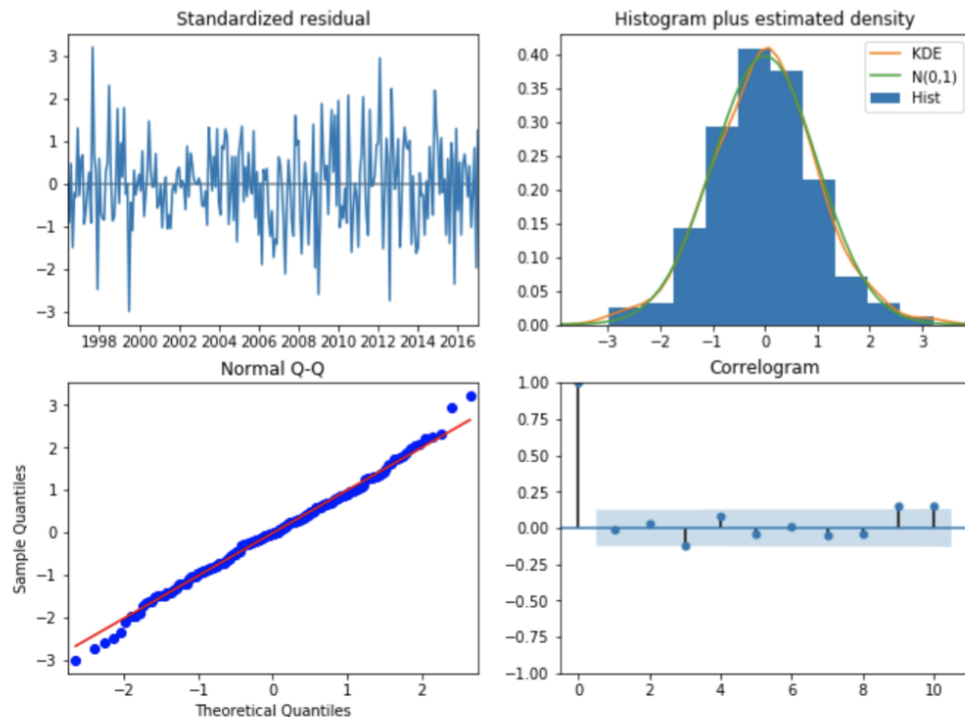 Standardized residual
3
2
1
0
−1
−2
−3
1998 2000 2002 2004 2006 2008 2010 2012 2014 2016
Histogram plus estimated density
KDE
N(0,1)
Hist
0.40
0.35
0.30
0.25
0.20
0.15
0.10
0.05
0.00
−3 −2 −1 0 1 2 3
Normal Q-Q
Sample Quantiles
3
2
1
0
−1
−2
−3
−2 −1 0 1 2
Theoretical Quantiles
Correlogram
1.00
0.75
0.50
0.25
0.00
−0.25
−0.50
−0.75
−1.00
0 2 4 6 8 10